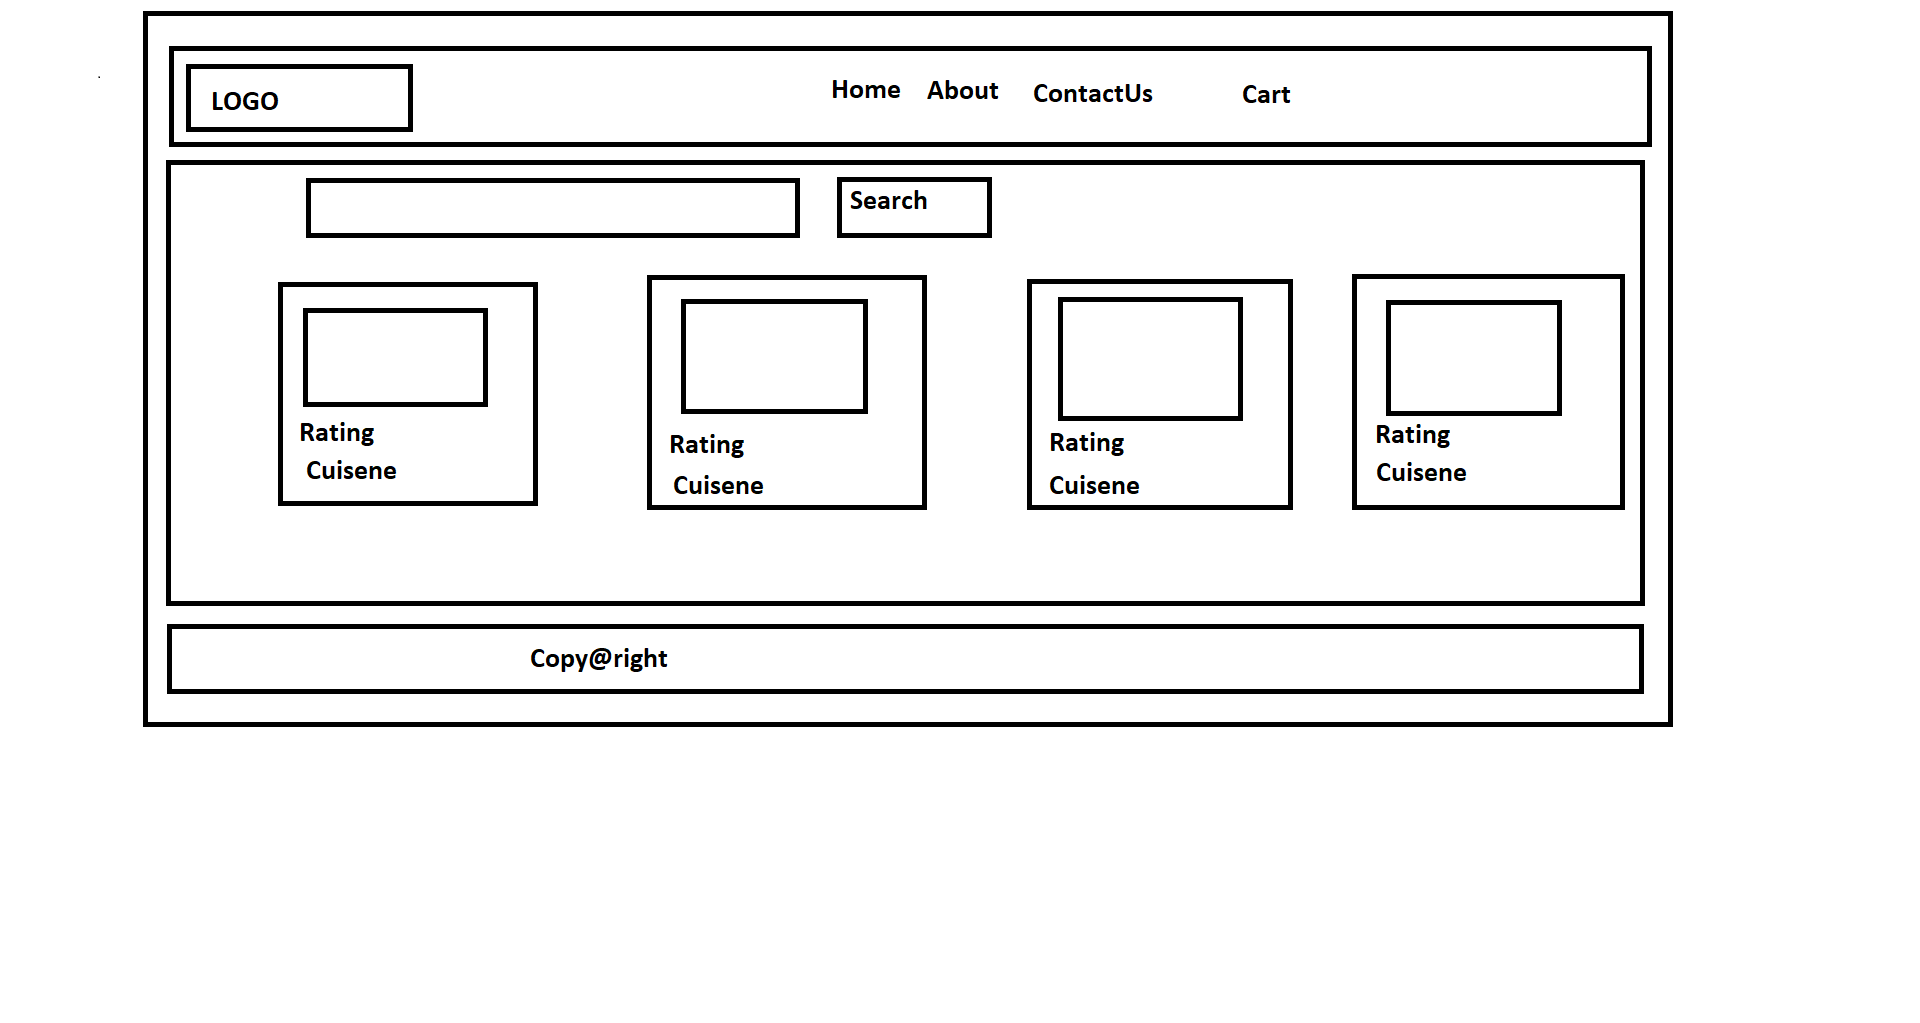 LOGO
Home About ContactUs Cart
Search
Rating
Cuisene
Rating
Cuisene
Rating
Cuisene
Rating
Cuisene
Copy@right